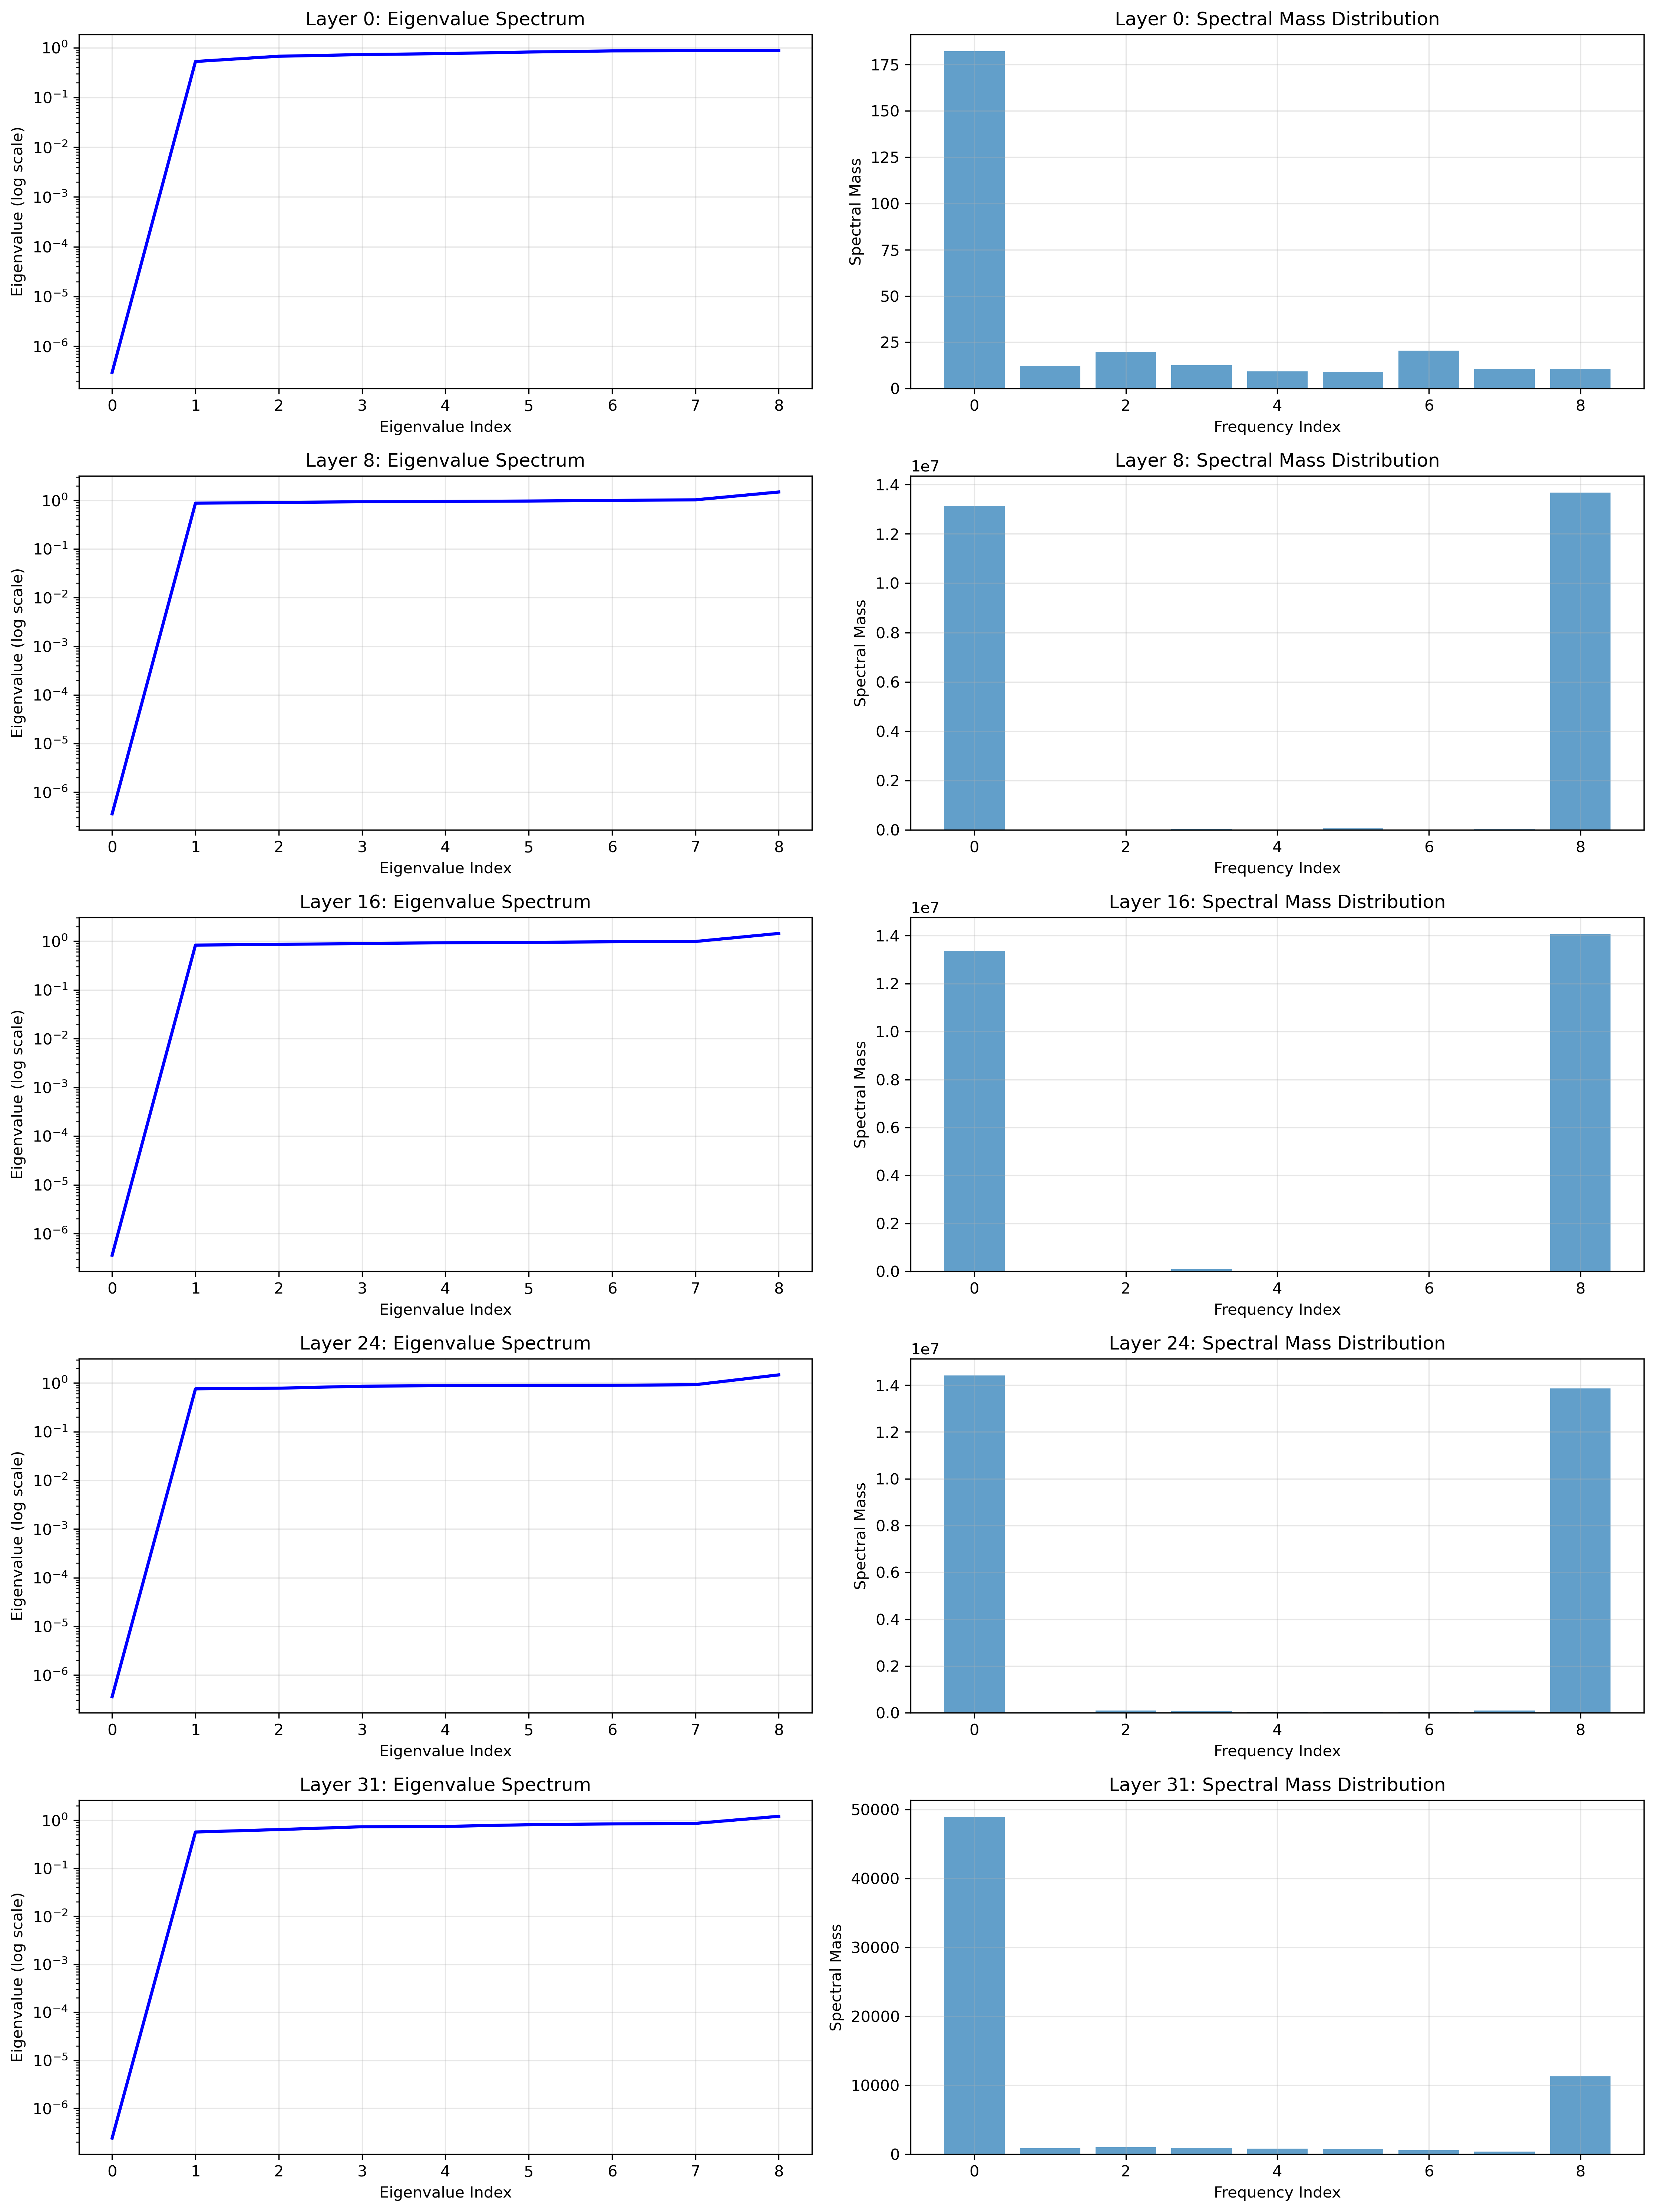 Layer 0: Eigenvalue Spectrum
Eigenvalue (log scale)
10⁰
10⁻¹
10⁻²
10⁻³
10⁻⁴
10⁻⁵
10⁻⁶
0 1 2 3 4 5 6 7 8
Eigenvalue Index
Layer 0: Spectral Mass Distribution
Spectral Mass
175
150
125
100
75
50
25
0
0 2 4 6 8
Frequency Index
Layer 8: Eigenvalue Spectrum
Eigenvalue (log scale)
10⁰
10⁻¹
10⁻²
10⁻³
10⁻⁴
10⁻⁵
10⁻⁶
0 1 2 3 4 5 6 7 8
Eigenvalue Index
Layer 8: Spectral Mass Distribution
1e7
Spectral Mass
1.4
1.2
1.0
0.8
0.6
0.4
0.2
0.0
0 2 4 6 8
Frequency Index
Layer 16: Eigenvalue Spectrum
Eigenvalue (log scale)
10⁰
10⁻¹
10⁻²
10⁻³
10⁻⁴
10⁻⁵
10⁻⁶
0 1 2 3 4 5 6 7 8
Eigenvalue Index
Layer 16: Spectral Mass Distribution
1e7
Spectral Mass
1.4
1.2
1.0
0.8
0.6
0.4
0.2
0.0
0 2 4 6 8
Frequency Index
Layer 24: Eigenvalue Spectrum
Eigenvalue (log scale)
10⁰
10⁻¹
10⁻²
10⁻³
10⁻⁴
10⁻⁵
10⁻⁶
0 1 2 3 4 5 6 7 8
Eigenvalue Index
Layer 24: Spectral Mass Distribution
1e7
Spectral Mass
1.4
1.2
1.0
0.8
0.6
0.4
0.2
0.0
0 2 4 6 8
Frequency Index
Layer 31: Eigenvalue Spectrum
Eigenvalue (log scale)
10⁰
10⁻¹
10⁻²
10⁻³
10⁻⁴
10⁻⁵
10⁻⁶
0 1 2 3 4 5 6 7 8
Eigenvalue Index
Layer 31: Spectral Mass Distribution
Spectral Mass
50000
40000
30000
20000
10000
0
0 2 4 6 8
Frequency Index